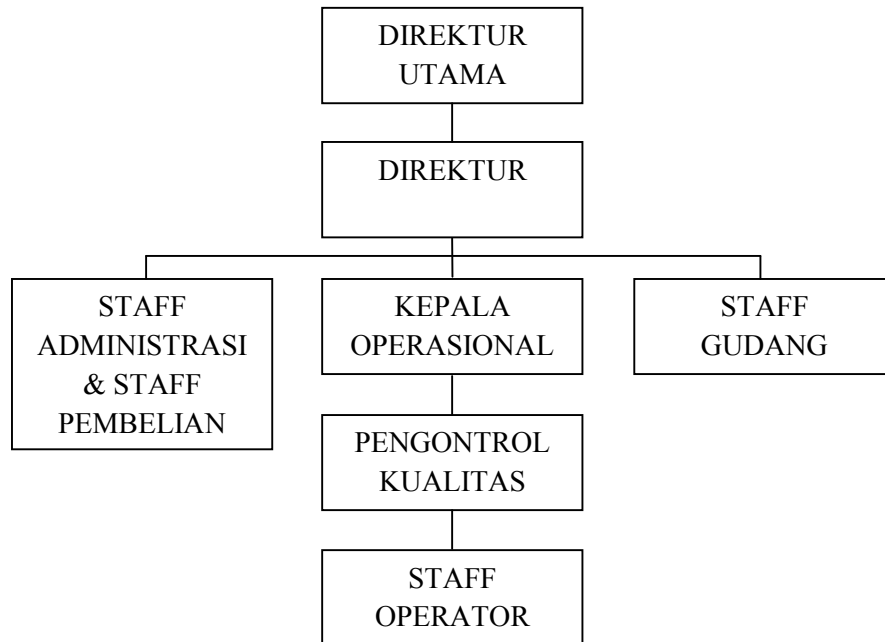 DIREKTUR
UTAMA
DIREKTUR
STAFF
ADMINISTRASI
& STAFF
PEMBELIAN
KEPALA
OPERASIONAL
STAFF
GUDANG
PENGONTROL
KUALITAS
STAFF
OPERATOR